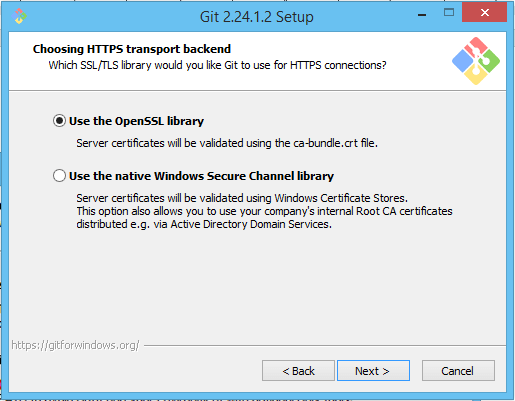 Git 2.24.1.2 Setup
Choosing HTTPS transport backend
Which SSL/TLS library would you like Git to use for HTTPS connections?
Use the OpenSSL library
Server certificates will be validated using the ca-bundle.crt file.
Use the native Windows Secure Channel library
Server certificates will be validated using Windows Certificate Stores.
This option also allows you to use your company's internal Root CA certificates
distributed e.g. via Active Directory Domain Services.
https://gitforwindows.org/
< Back
Next >
Cancel